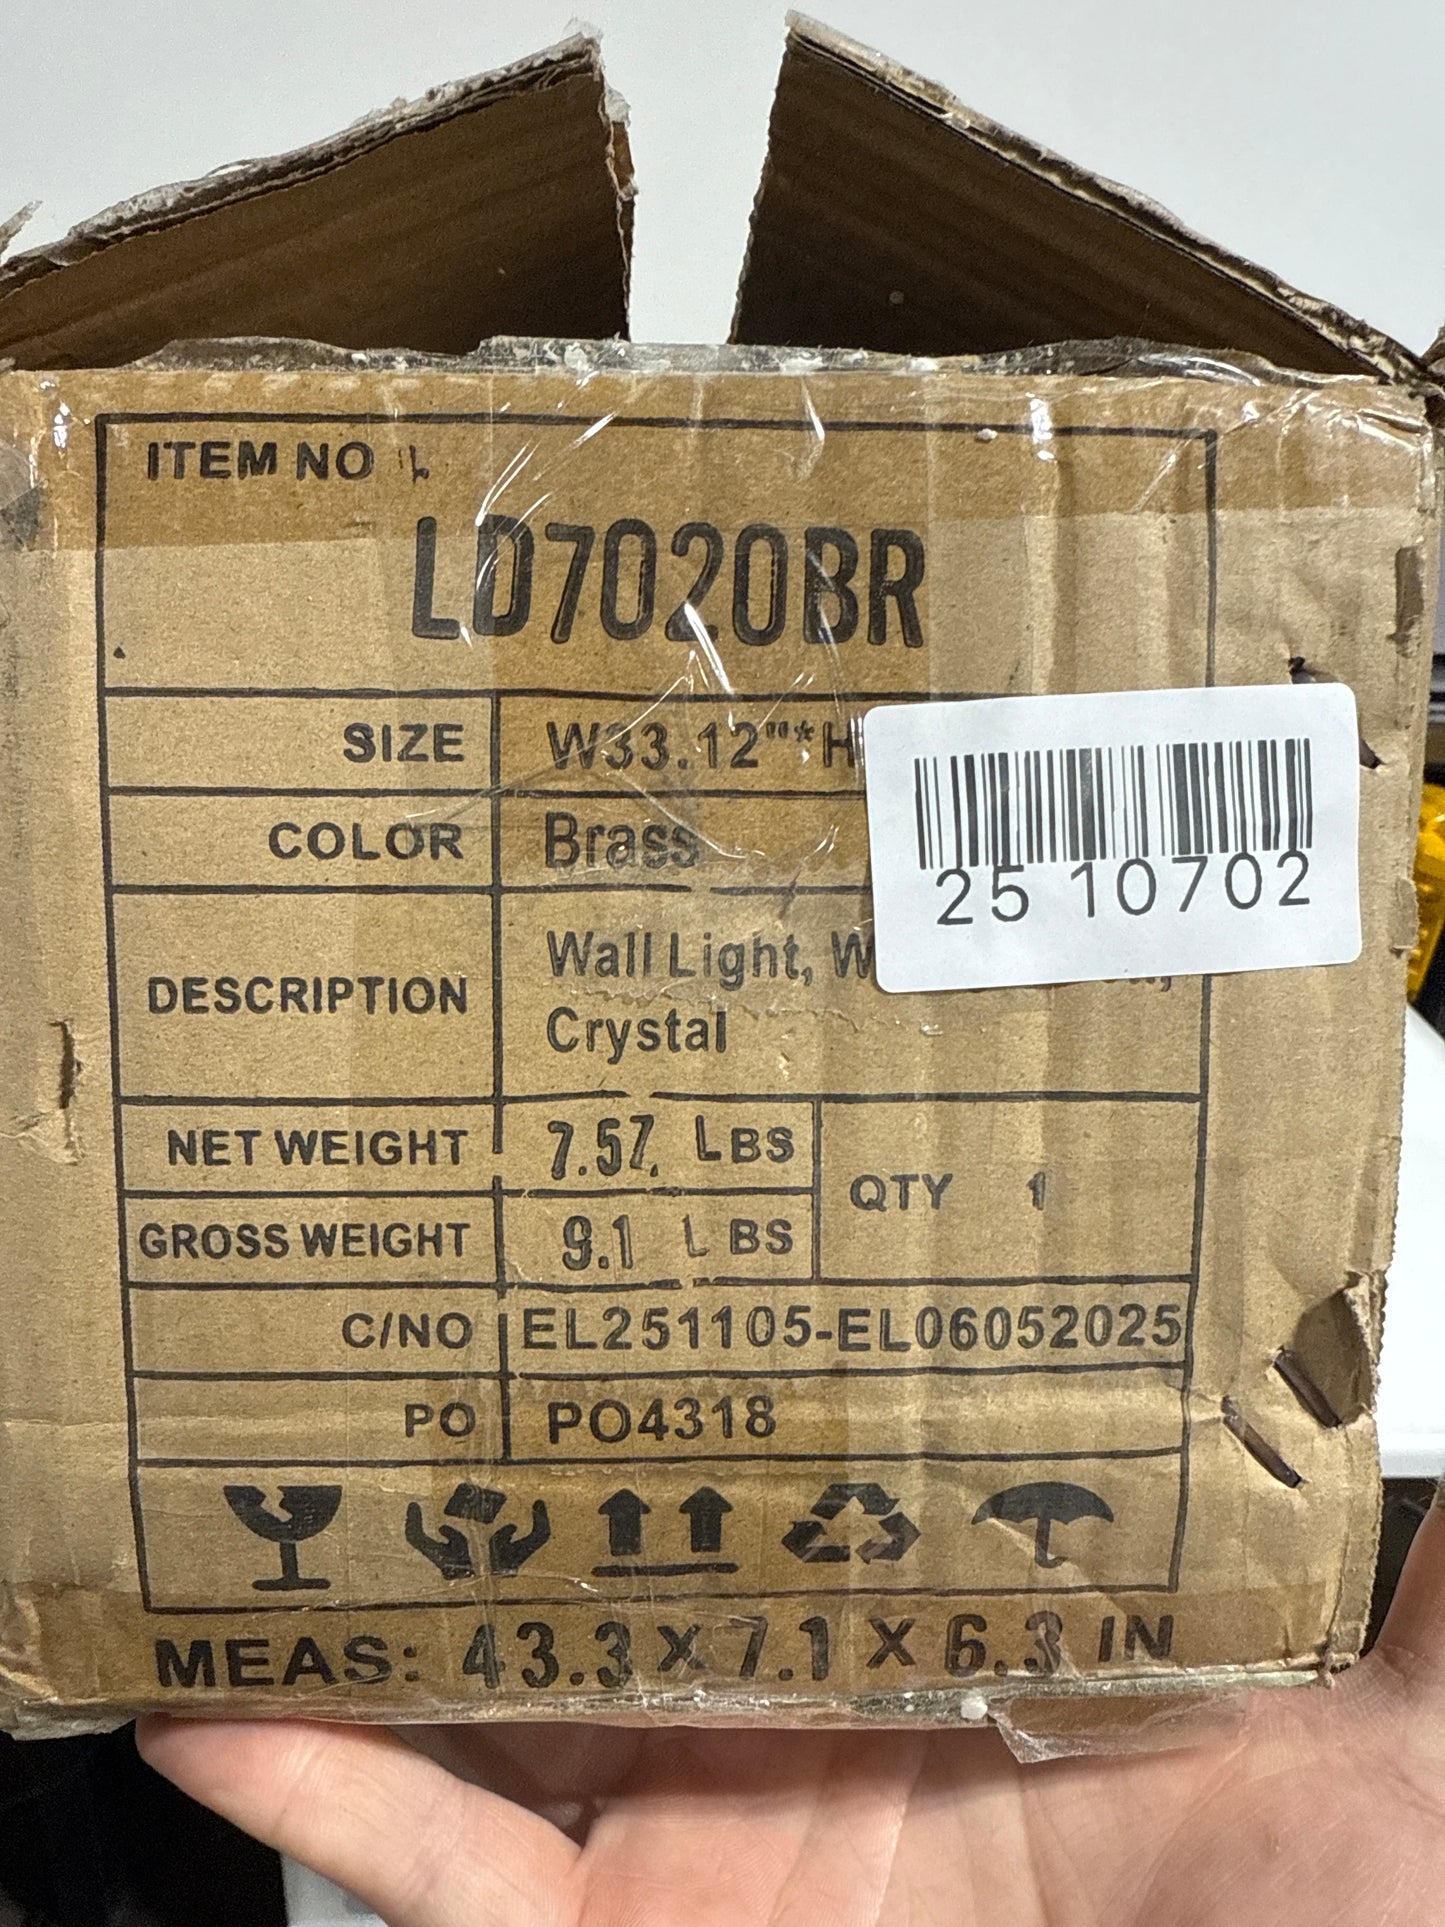 ITEM NO
LD7020BR
SIZE W33.12"*H
COLOR Brass
DESCRIPTION Wall Light,
Crystal
25 10702
NET WEIGHT 7.57 LBS
QTY 1
GROSS WEIGHT 9.1 LBS
C/NO EL251105-EL06052025
PO PO4318
MEAS: 43.3 X 7.1 X 6.3 IN